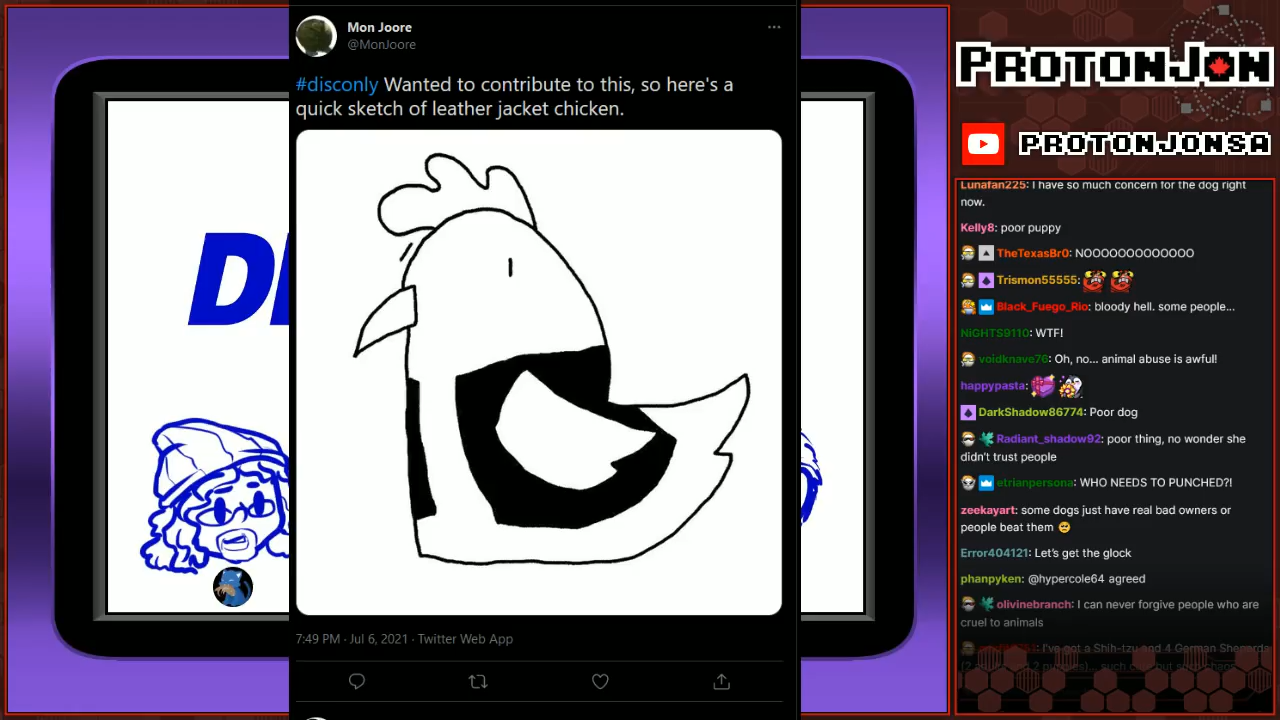 Mon Joore
@MonJoore
#disconly Wanted to contribute to this, so here's a
quick sketch of leather jacket chicken.
7:49 PM · Jul 6, 2021 · Twitter Web App
PROTONJON
PROTONJONSA
Lunafan225: I have so much concern for the dog right
now.
Kelly8: poor puppy
TheTexasBr0: NOOOOOOOOOOOOO
Trismon55555:
Black_Fuego_Rio: bloody hell. some people...
NiGHTS9110: WTF!
voidknave76: Oh, no... animal abuse is awful!
happypasta:
DarkShadow86774: Poor dog
Radiant_shadow92: poor thing, no wonder she
didn't trust people
etrianpersona: WHO NEEDS TO PUNCHED?!
zeekayart: some dogs just have real bad owners or
people beat them
Error404121: Let's get the glock
phanpyken: @hypercole64 agreed
olivinebranch: I can never forgive people who are
cruel to animals
I've got a Shih-tzu and 4 German Shepards
such
but